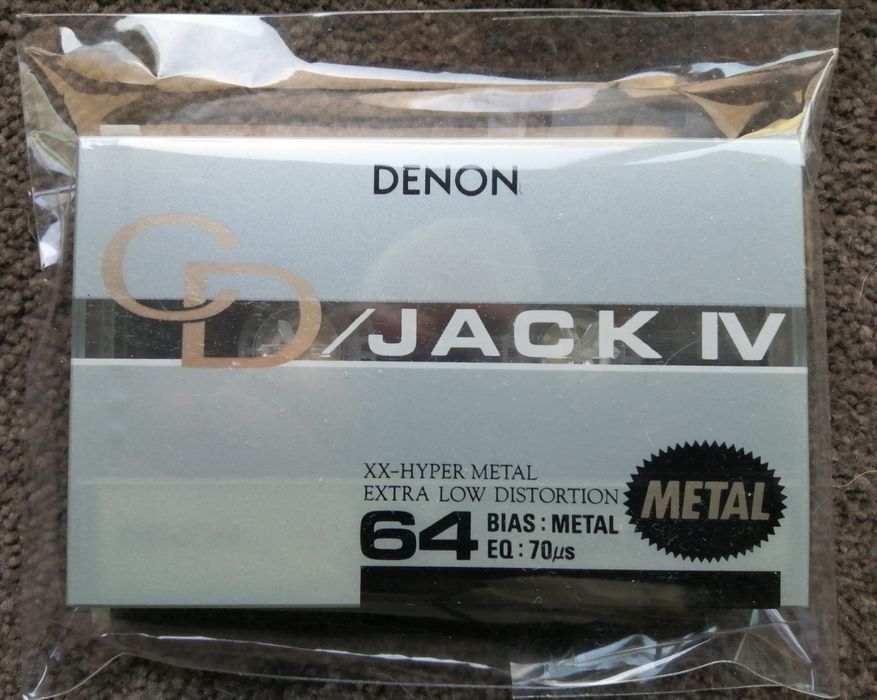 DENON
CD/JACK IV
XX-HYPER METAL
EXTRA LOW DISTORTION
METAL
64 BIAS : METAL
EQ : 70µs